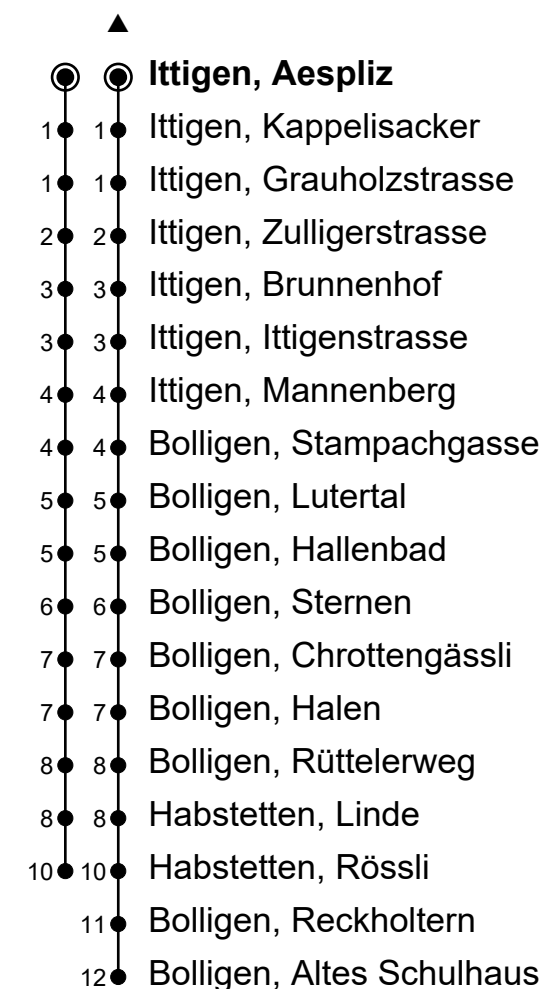 ▲
Ittigen, Aespliz
1 1 Ittigen, Kappelisacker
1 1 Ittigen, Grauholzstrasse
2 2 Ittigen, Zulligerstrasse
3 3 Ittigen, Brunnenhof
3 3 Ittigen, Ittigenstrasse
4 4 Ittigen, Mannenberg
4 4 Bolligen, Stampachgasse
5 5 Bolligen, Lutertal
5 5 Bolligen, Hallenbad
6 6 Bolligen, Sternen
7 7 Bolligen, Chrottengässli
7 7 Bolligen, Halen
8 8 Bolligen, Rüttelerweg
8 8 Habstetten, Linde
10 10 Habstetten, Rössli
11 Bolligen, Reckholtern
12 Bolligen, Altes Schulhaus